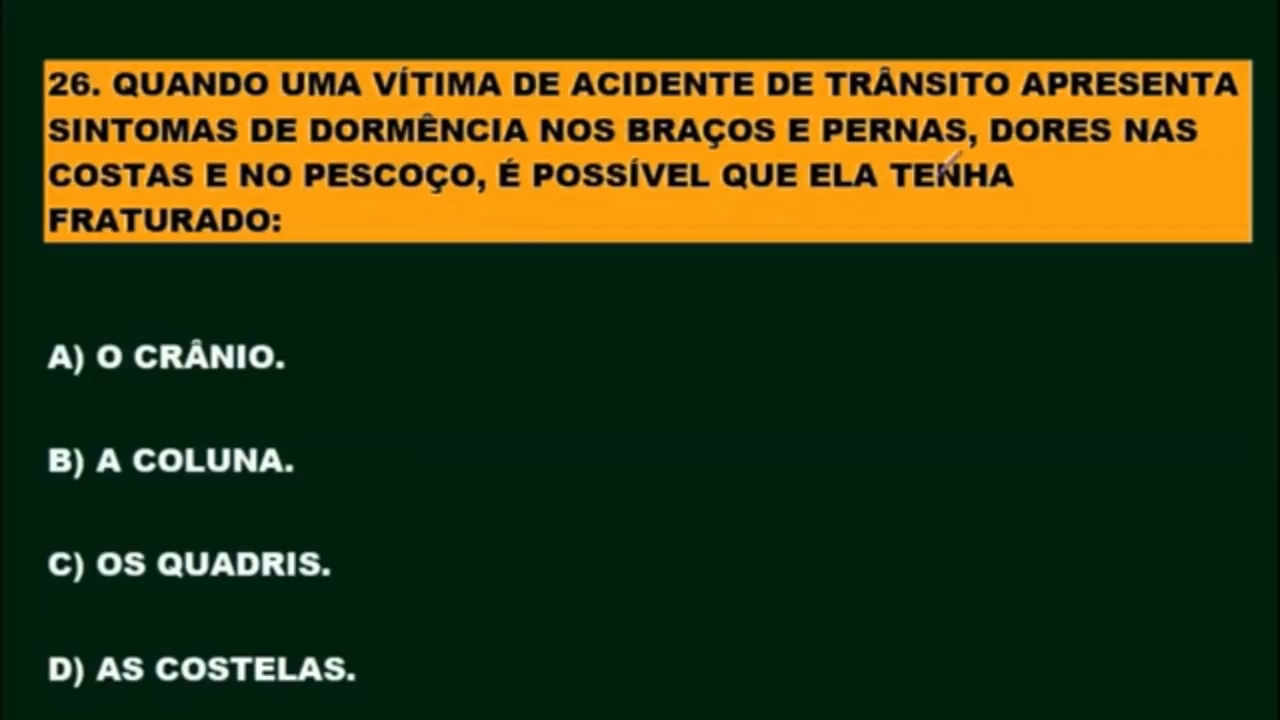 26. QUANDO UMA VÍTIMA DE ACIDENTE DE TRÂNSITO APRESENTA
SINTOMAS DE DORMÊNCIA NOS BRAÇOS E PERNAS, DORES NAS
COSTAS E NO PESCOÇO, É POSSÍVEL QUE ELA TENHA
FRATURADO:
A) O CRÂNIO.
B) A COLUNA.
C) OS QUADRIS.
D) AS COSTELAS.